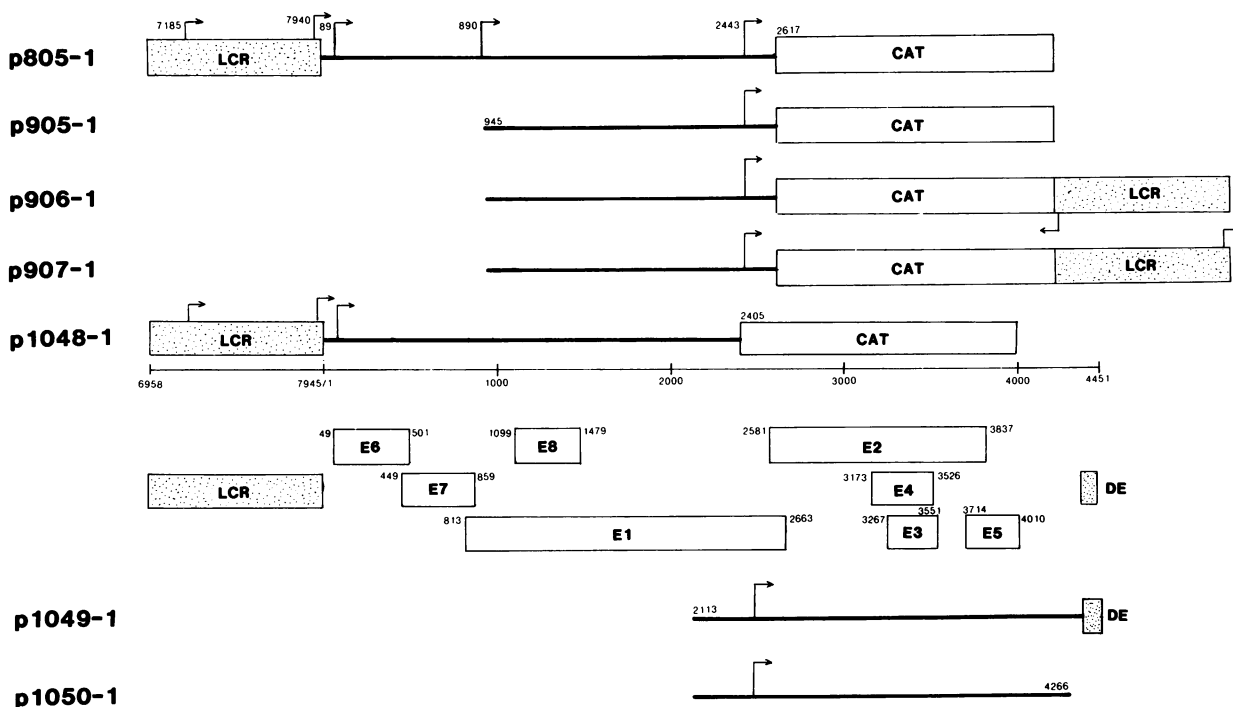 7185 7940 89 890 2443 2617
p805-1 LCR CAT
p905-1 945 CAT
p906-1 CAT LCR
p907-1 CAT LCR
p1048-1 LCR 2405 CAT
6958 7945/1 1000 2000 3000 4000 4451
49 E6 501 1099 E8 1479 2581 E2 3837
LCR 449 E7 859 3173 E4 3526 DE
813 E1 2663 3267 E3 3551 3714 E5 4010
p1049-1 2113 DE
p1050-1 4266